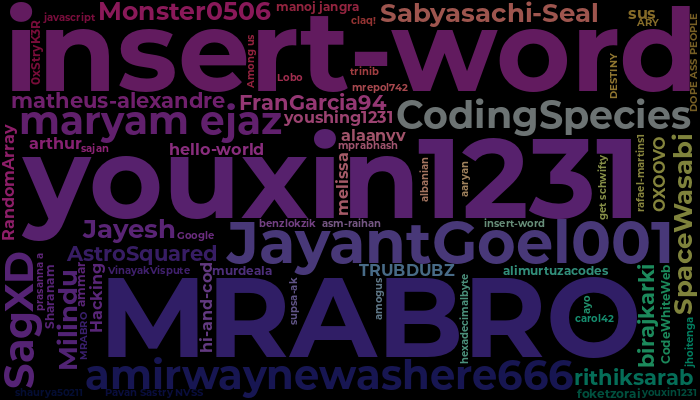 javascript
Monster0506
manoj jangra
claq!
Sabyasachi-Seal
sus
ARY
insert-word
0xStryK3R
Among us
Lobo
trinib
mrepol742
DESTINY
DOPE ASS PEOPLE
matheus-alexandre
FranGarcia94
maryam ejaz
youshing1231
CodingSpecies
RandomArray
arthur
sajan
hello-world
alaanvv
mprabhash
youxin1231
melissa
albanian
aaryan
get schwifty
rafael-martins1
OXOOVO
SpaceWasabi
Jayesh
Google
benzlokzik
asm-raihan
insert-word
JayantGoel001
AstroSquared
SagXD
prasanna a
Sharanam
Milindu
MRABRO
ammar
Hacking
VinayakVispute
murdeala
TRUBDUBZ
alimurtuzacodes
hi-and-cod
MRABRO
supsa-ak
amogus
hexadecimalbyte
ayo
carol42
birajkarki
CodeWhiteWeb
jhoitenga
amirwaynewashere666
rithiksarab
shaurya50211
Pavan Sastry NVSS
foketzorai
youxin1231